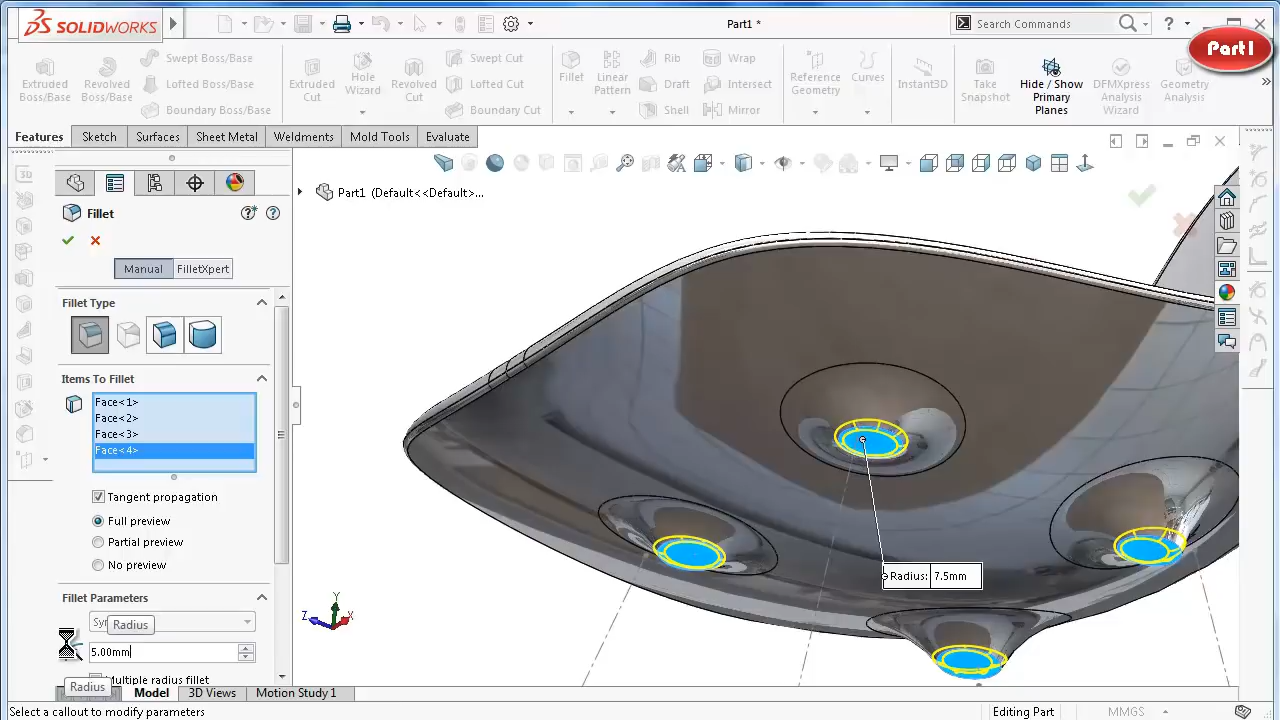 SOLIDWORKS
Part1 *
Search Commands
?
Part1
Extruded Boss/Base
Revolved Boss/Base
Swept Boss/Base
Lofted Boss/Base
Boundary Boss/Base
Extruded Cut
Hole Wizard
Revolved Cut
Swept Cut
Lofted Cut
Boundary Cut
Fillet
Linear Pattern
Rib
Draft
Shell
Wrap
Intersect
Mirror
Reference Geometry
Curves
Instant3D
Take Snapshot
Hide / Show Primary Planes
DFMXpress Analysis Wizard
Geometry Analysis
Features
Sketch
Surfaces
Sheet Metal
Weldments
Mold Tools
Evaluate
Part1 (Default<<Default>...
Fillet
Manual
FilletXpert
Fillet Type
Items To Fillet
Face<1>
Face<2>
Face<3>
Face<4>
Tangent propagation
Full preview
Partial preview
No preview
Fillet Parameters
Radius
5.00mm
Multiple radius fillet
Radius
Radius: 7.5mm
Y
Z
X
Model
3D Views
Motion Study 1
Select a callout to modify parameters
Editing Part
MMGS